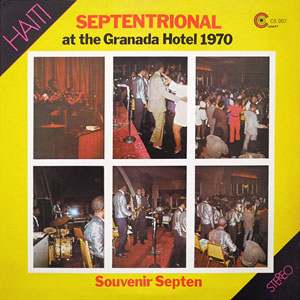 HAITI
SEPTENTRIONAL
at the Granada Hotel 1970
CS 007
Souvenir Septen
STEREO